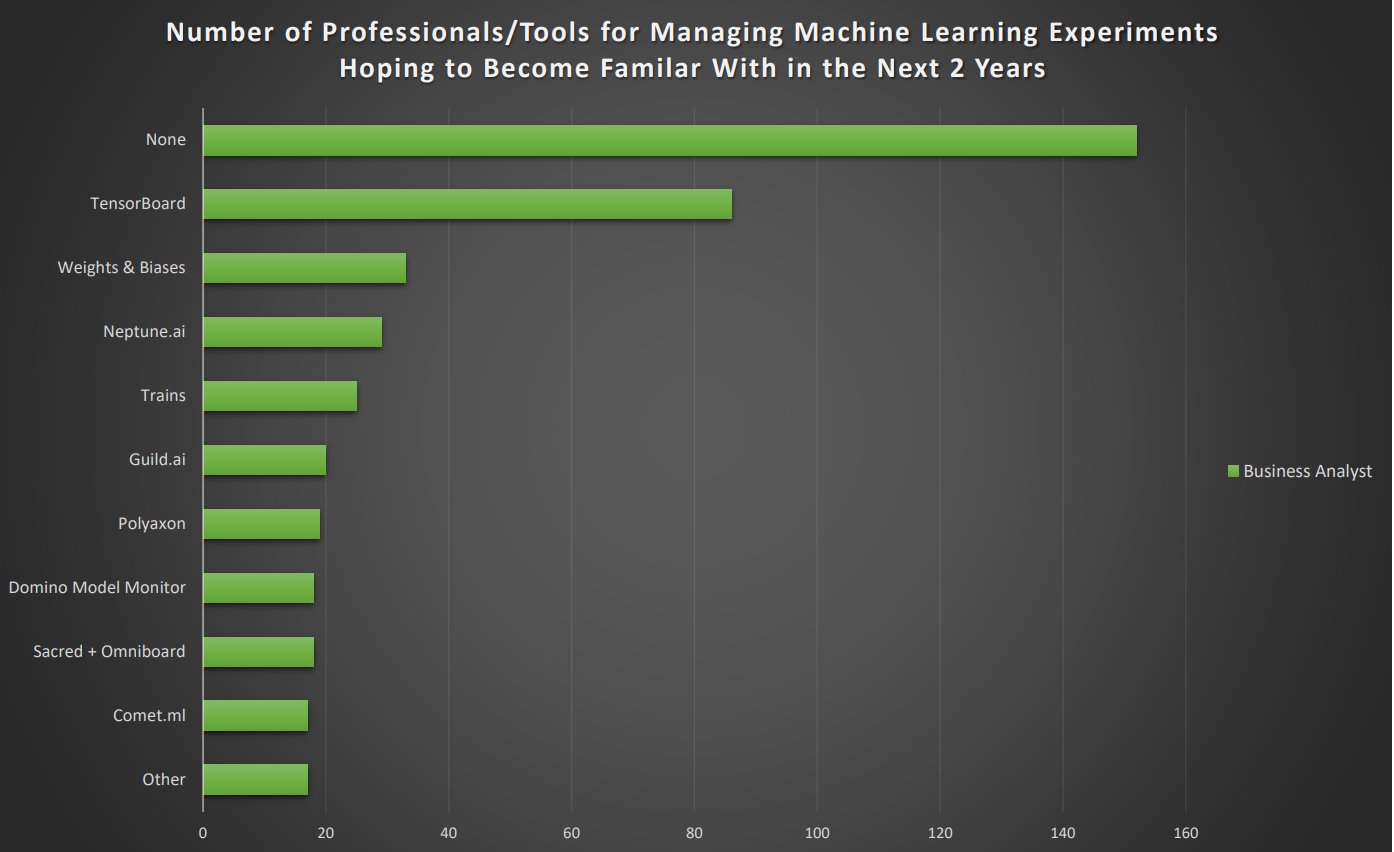 Number of Professionals/Tools for Managing Machine Learning Experiments
Hoping to Become Familar With in the Next 2 Years
None
TensorBoard
Weights & Biases
Neptune.ai
Trains
Guild.ai
Polyaxon
Domino Model Monitor
Sacred + Omniboard
Comet.ml
Other
Business Analyst
0 20 40 60 80 100 120 140 160